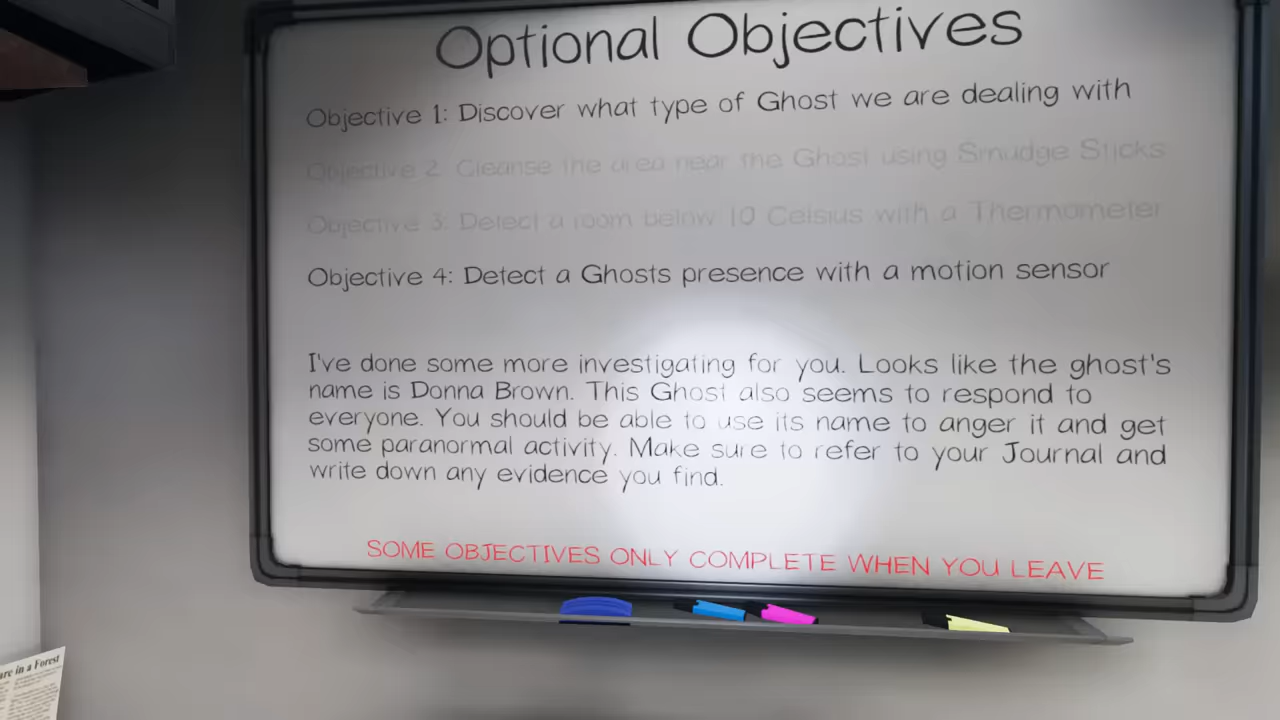 Optional Objectives
Objective 1: Discover what type of Ghost we are dealing with
Objective 2: Cleanse the area near the Ghost using Smudge Sticks
Objective 3: Detect a room below 10 Celsius with a Thermometer
Objective 4: Detect a Ghosts presence with a motion sensor
I've done some more investigating for you. Looks like the ghost's
name is Donna Brown. This Ghost also seems to respond to
everyone. You should be able to use its name to anger it and get
some paranormal activity. Make sure to refer to your Journal and
write down any evidence you find.
SOME OBJECTIVES ONLY COMPLETE WHEN YOU LEAVE
in a Forest